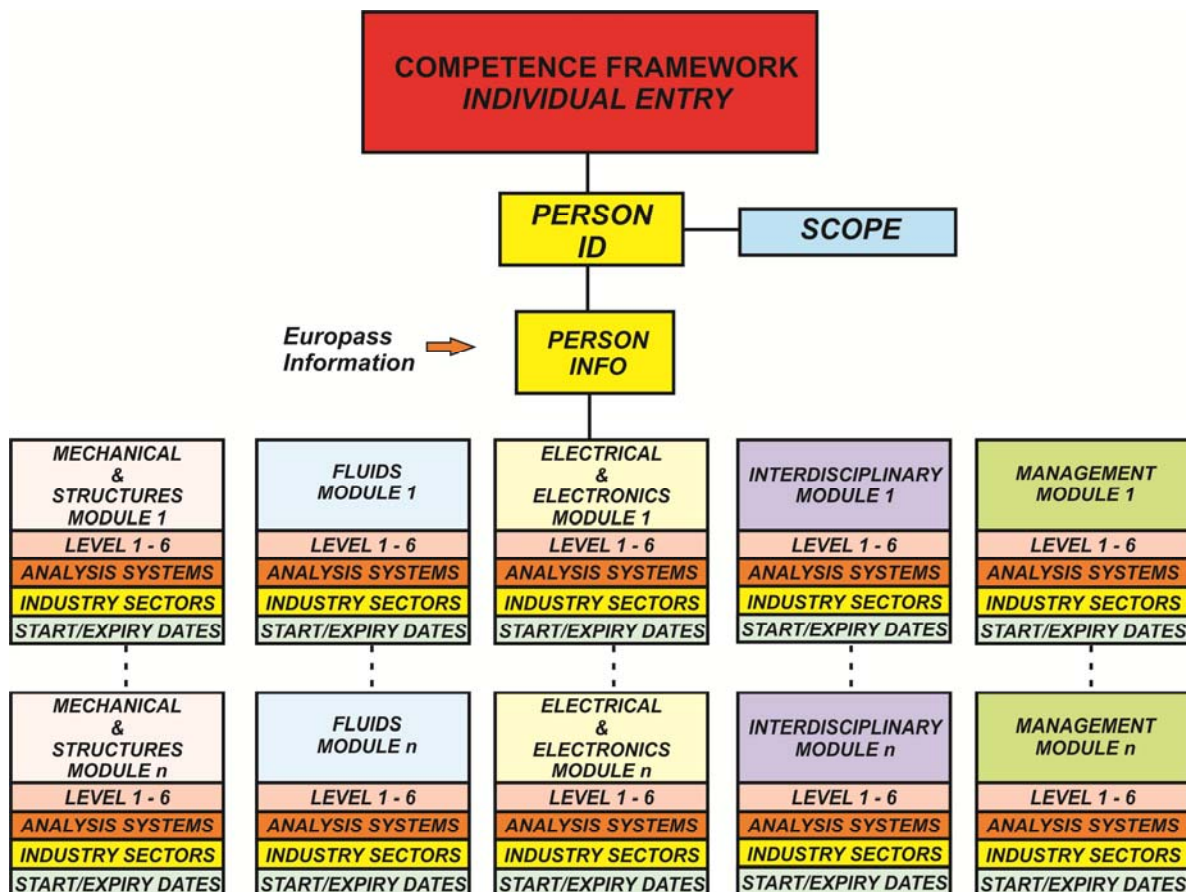 COMPETENCE FRAMEWORK
INDIVIDUAL ENTRY
PERSON
ID
SCOPE
Europass
Information
PERSON
INFO
MECHANICAL
&
STRUCTURES
MODULE 1
LEVEL 1 - 6
ANALYSIS SYSTEMS
INDUSTRY SECTORS
START/EXPIRY DATES
FLUIDS
MODULE 1
LEVEL 1 - 6
ANALYSIS SYSTEMS
INDUSTRY SECTORS
START/EXPIRY DATES
ELECTRICAL
&
ELECTRONICS
MODULE 1
LEVEL 1 - 6
ANALYSIS SYSTEMS
INDUSTRY SECTORS
START/EXPIRY DATES
INTERDISCIPLINARY
MODULE 1
LEVEL 1 - 6
ANALYSIS SYSTEMS
INDUSTRY SECTORS
START/EXPIRY DATES
MANAGEMENT
MODULE 1
LEVEL 1 - 6
ANALYSIS SYSTEMS
INDUSTRY SECTORS
START/EXPIRY DATES
MECHANICAL
&
STRUCTURES
MODULE n
LEVEL 1 - 6
ANALYSIS SYSTEMS
INDUSTRY SECTORS
START/EXPIRY DATES
FLUIDS
MODULE n
LEVEL 1 - 6
ANALYSIS SYSTEMS
INDUSTRY SECTORS
START/EXPIRY DATES
ELECTRICAL
&
ELECTRONICS
MODULE n
LEVEL 1 - 6
ANALYSIS SYSTEMS
INDUSTRY SECTORS
START/EXPIRY DATES
INTERDISCIPLINARY
MODULE n
LEVEL 1 - 6
ANALYSIS SYSTEMS
INDUSTRY SECTORS
START/EXPIRY DATES
MANAGEMENT
MODULE n
LEVEL 1 - 6
ANALYSIS SYSTEMS
INDUSTRY SECTORS
START/EXPIRY DATES